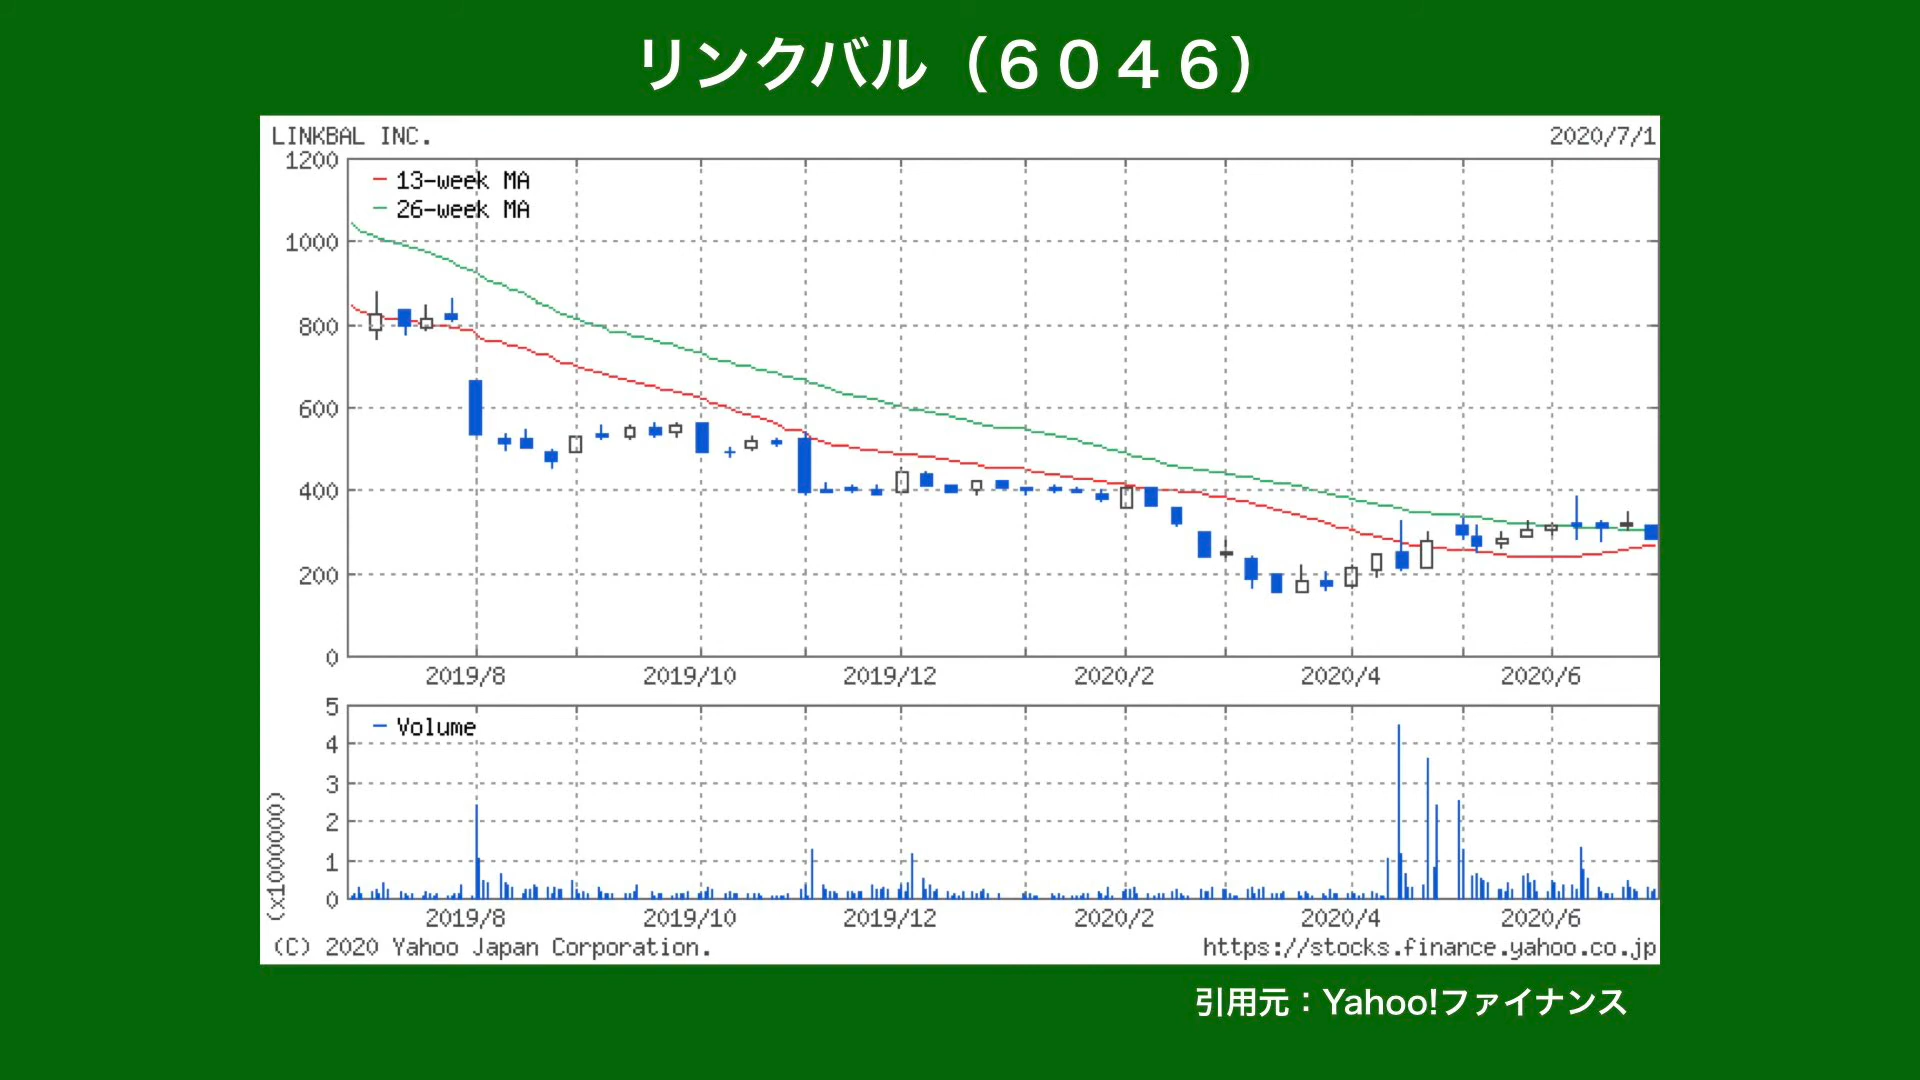 リンクバル（６０４６）
LINKBAL INC. 2020/7/1
1200
13-week MA
26-week MA
1000
800
600
400
200
0
2019/8 2019/10 2019/12 2020/2 2020/4 2020/6
5
Volume
4
3
2
1
0
(x1000000)
2019/8 2019/10 2019/12 2020/2 2020/4 2020/6
(C) 2020 Yahoo Japan Corporation. https://stocks.finance.yahoo.co.jp
引用元：Yahoo!ファイナンス